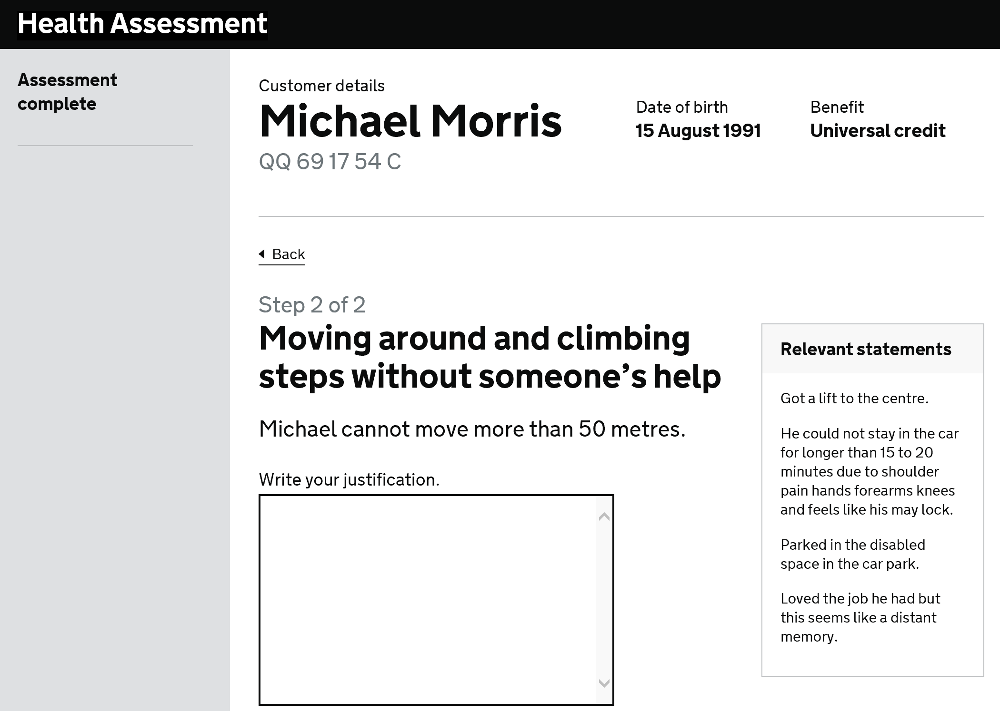 Health Assessment
Assessment
complete
Customer details
Michael Morris
QQ 69 17 54 C
Date of birth
15 August 1991
Benefit
Universal credit
Back
Step 2 of 2
Moving around and climbing
steps without someone’s help
Michael cannot move more than 50 metres.
Write your justification.
Relevant statements
Got a lift to the centre.
He could not stay in the car
for longer than 15 to 20
minutes due to shoulder
pain hands forearms knees
and feels like his may lock.
Parked in the disabled
space in the car park.
Loved the job he had but
this seems like a distant
memory.